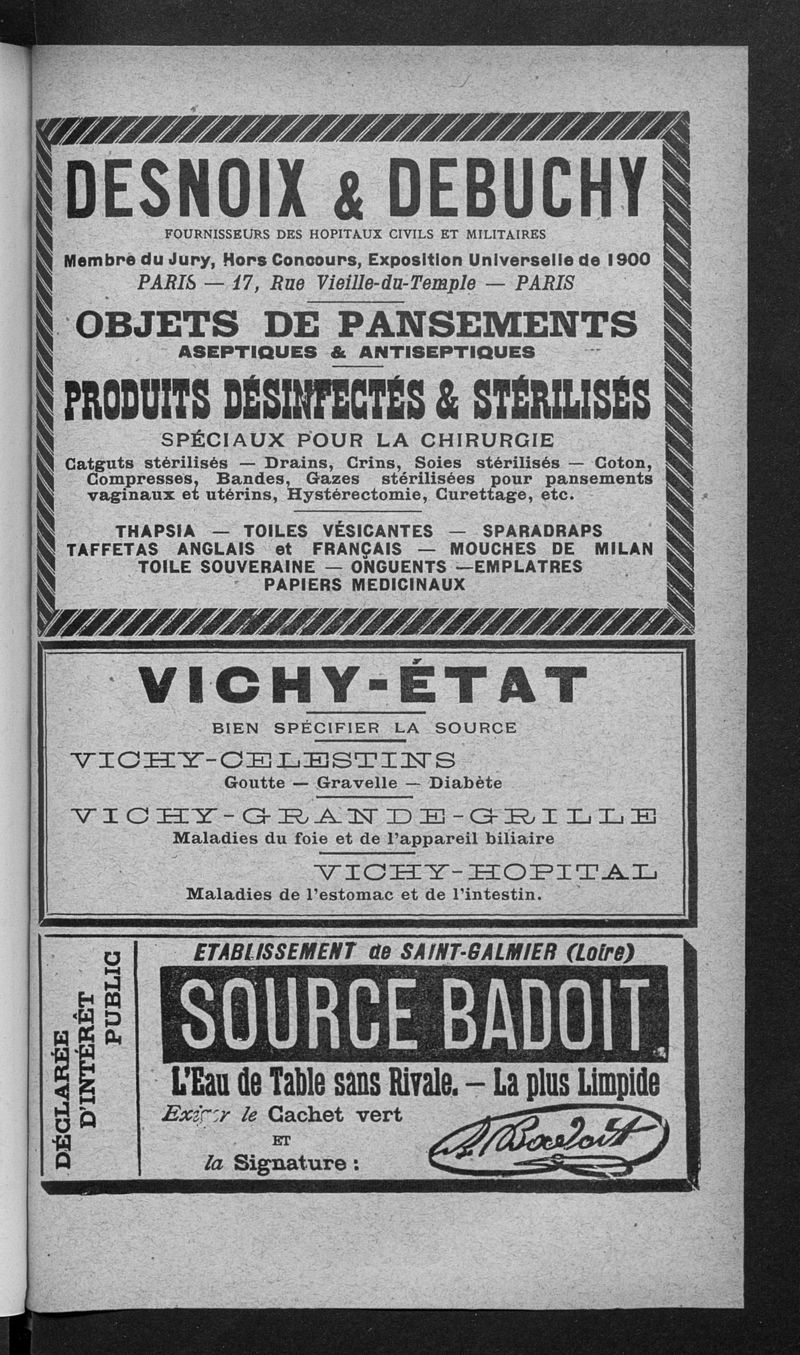 DESNOIX & DEBUCHY
FOURNISSEURS DES HOPITAUX CIVILS ET MILITAIRES
Membre du Jury, Hors Concours, Exposition Universelle de 1900
PARIS — 17, Rue Vieille-du-Temple — PARIS
OBJETS DE PANSEMENTS
ASEPTIQUES & ANTISEPTIQUES
PRODUITS DÉSINFECTÉS & STÉRILISÉS
SPÉCIAUX POUR LA CHIRURGIE
Catguts stérilisés — Drains, Crins, Soies stérilisés — Coton,
Compresses, Bandes, Gazes stérilisées pour pansements
vaginaux et utérins, Hystérectomie, Curettage, etc.
THAPSIA — TOILES VÉSICANTES — SPARADRAPS
TAFFETAS ANGLAIS et FRANÇAIS — MOUCHES DE MILAN
TOILE SOUVERAINE — ONGUENTS —EMPLATRES
PAPIERS MEDICINAUX
VICHY-ÉTAT
BIEN SPÉCIFIER LA SOURCE
VICHY-CELESTINS
Goutte — Gravelle — Diabète
VICHY-GRANDE-GRILLE
Maladies du foie et de l'appareil biliaire
VICHY-HOPITAL
Maladies de l'estomac et de l'intestin.
DÉCLARÉE
D'INTÉRÊT
PUBLIC
ETABLISSEMENT de SAINT-GALMIER (Loire)
SOURCE BADOIT
L'Eau de Table sans Rivale. — La plus Limpide
Exiger le Cachet vert
ET
la Signature :
Badoit